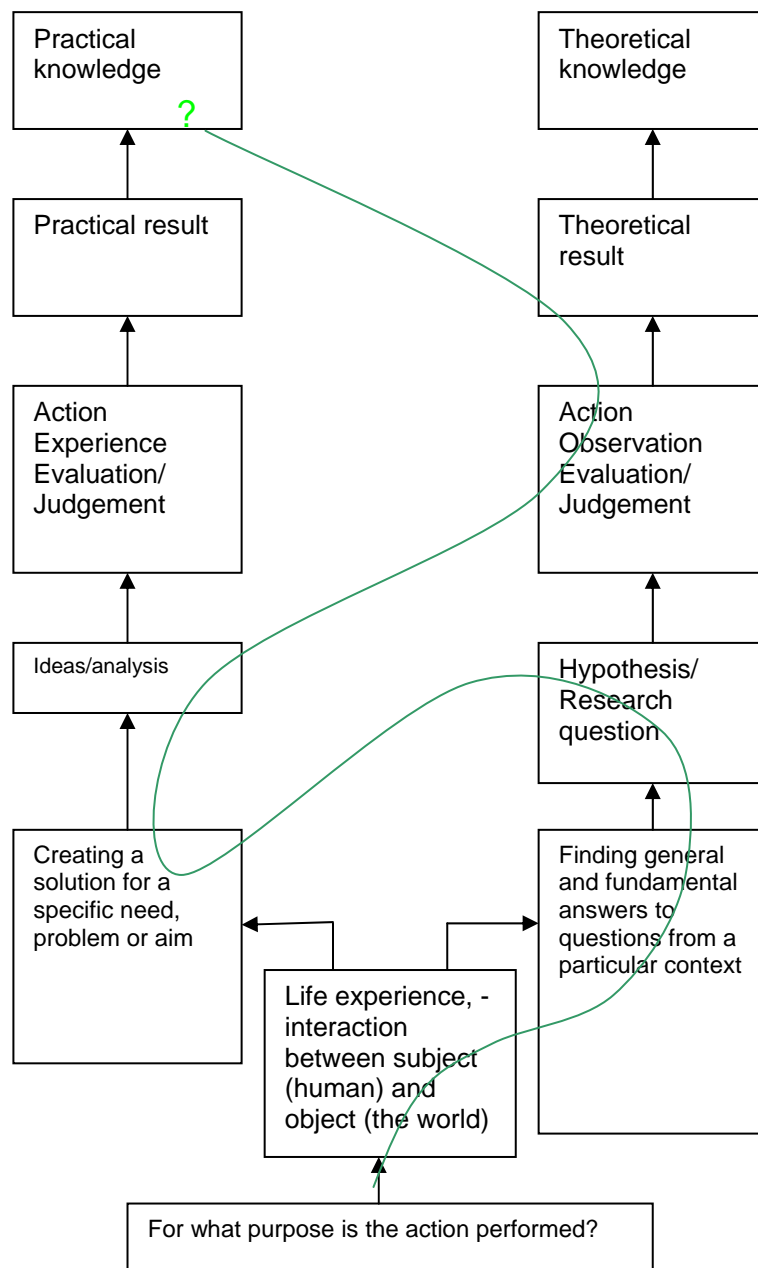 Practical
knowledge
?
Theoretical
knowledge
Practical result
Theoretical
result
Action
Experience
Evaluation/
Judgement
Action
Observation
Evaluation/
Judgement
Ideas/analysis
Hypothesis/
Research
question
Creating a
solution for a
specific need,
problem or aim
Finding general
and fundamental
answers to
questions from a
particular context
Life experience, -
interaction
between subject
(human) and
object (the world)
For what purpose is the action performed?